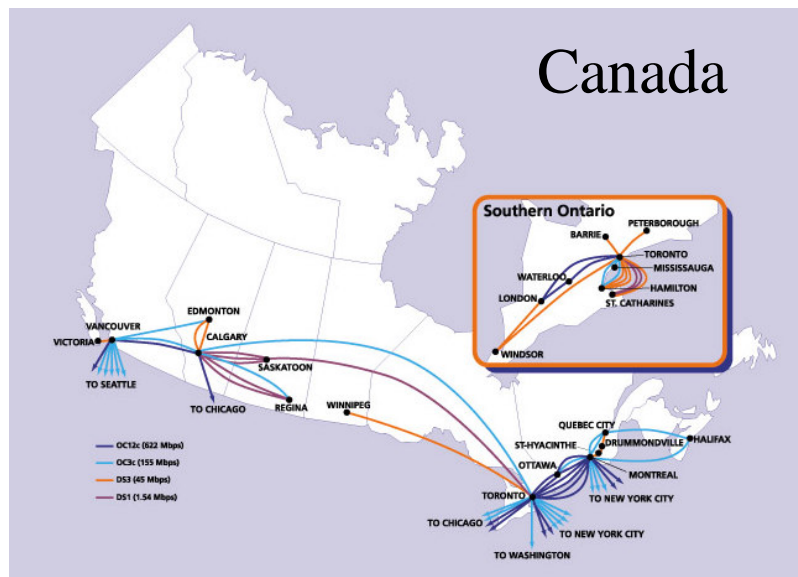 Canada
Southern Ontario
PETERBOROUGH
BARRIE
TORONTO
MISSISSAUGA
WATERLOO
HAMILTON
LONDON
ST. CATHARINES
WINDSOR
EDMONTON
VANCOUVER
CALGARY
VICTORIA
SASKATOON
TO SEATTLE
TO CHICAGO
REGINA
WINNIPEG
QUEBEC CITY
ST-HYACINTHE
DRUMMONDVILLE
HALIFAX
OTTAWA
MONTREAL
TORONTO
TO NEW YORK CITY
TO CHICAGO
TO NEW YORK CITY
TO WASHINGTON
OC12c (622 Mbps)
OC3c (155 Mbps)
DS3 (45 Mbps)
DS1 (1.54 Mbps)